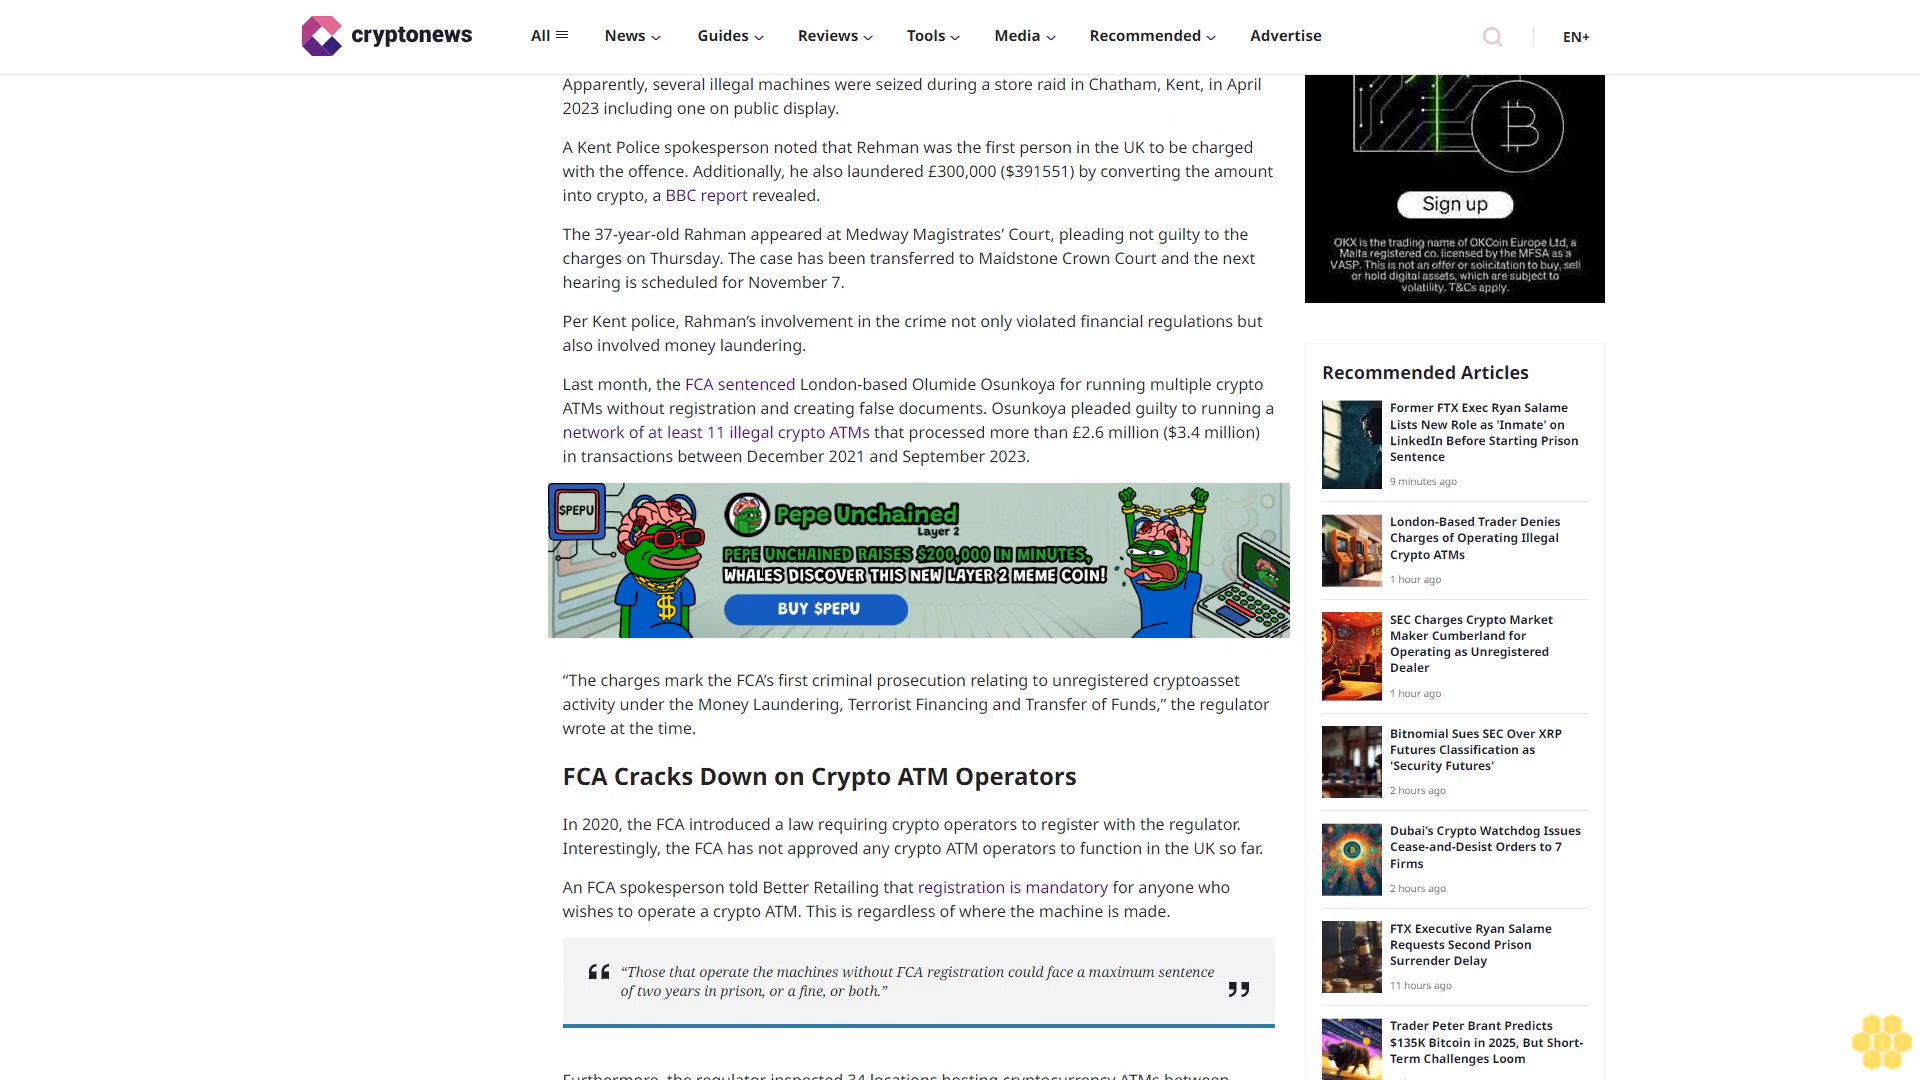 cryptonews
All
News
Guides
Reviews
Tools
Media
Recommended
Advertise
EN+
Apparently, several illegal machines were seized during a store raid in Chatham, Kent, in April
2023 including one on public display.
A Kent Police spokesperson noted that Rehman was the first person in the UK to be charged
with the offence. Additionally, he also laundered £300,000 ($391551) by converting the amount
into crypto, a BBC report revealed.
The 37-year-old Rahman appeared at Medway Magistrates’ Court, pleading not guilty to the
charges on Thursday. The case has been transferred to Maidstone Crown Court and the next
hearing is scheduled for November 7.
Per Kent police, Rahman’s involvement in the crime not only violated financial regulations but
also involved money laundering.
Last month, the FCA sentenced London-based Olumide Osunkoya for running multiple crypto
ATMs without registration and creating false documents. Osunkoya pleaded guilty to running a
network of at least 11 illegal crypto ATMs that processed more than £2.6 million ($3.4 million)
in transactions between December 2021 and September 2023.
$PEPU
Pepe Unchained
Layer 2
PEPE UNCHAINED RAISES $200,000 IN MINUTES,
WHALES DISCOVER THIS NEW LAYER 2 MEME COIN!
BUY $PEPU
“The charges mark the FCA’s first criminal prosecution relating to unregistered cryptoasset
activity under the Money Laundering, Terrorist Financing and Transfer of Funds,” the regulator
wrote at the time.
FCA Cracks Down on Crypto ATM Operators
In 2020, the FCA introduced a law requiring crypto operators to register with the regulator.
Interestingly, the FCA has not approved any crypto ATM operators to function in the UK so far.
An FCA spokesperson told Better Retailing that registration is mandatory for anyone who
wishes to operate a crypto ATM. This is regardless of where the machine is made.
“Those that operate the machines without FCA registration could face a maximum sentence
of two years in prison, or a fine, or both.”
Furthermore, the regulator inspected 34 locations hosting cryptocurrency ATMs between
Sign up
OKX is the trading name of OKCoin Europe Ltd, a
Malta registered co. licensed by the MFSA as a
VASP. This is not an offer or solicitation to buy, sell
or hold digital assets, which are subject to
volatility. T&Cs apply.
Recommended Articles
Former FTX Exec Ryan Salame
Lists New Role as 'Inmate' on
LinkedIn Before Starting Prison
Sentence
9 minutes ago
London-Based Trader Denies
Charges of Operating Illegal
Crypto ATMs
1 hour ago
SEC Charges Crypto Market
Maker Cumberland for
Operating as Unregistered
Dealer
1 hour ago
Bitnomial Sues SEC Over XRP
Futures Classification as
'Security Futures'
2 hours ago
Dubai’s Crypto Watchdog Issues
Cease-and-Desist Orders to 7
Firms
2 hours ago
FTX Executive Ryan Salame
Requests Second Prison
Surrender Delay
11 hours ago
Trader Peter Brant Predicts
$135K Bitcoin in 2025, But Short-
Term Challenges Loom